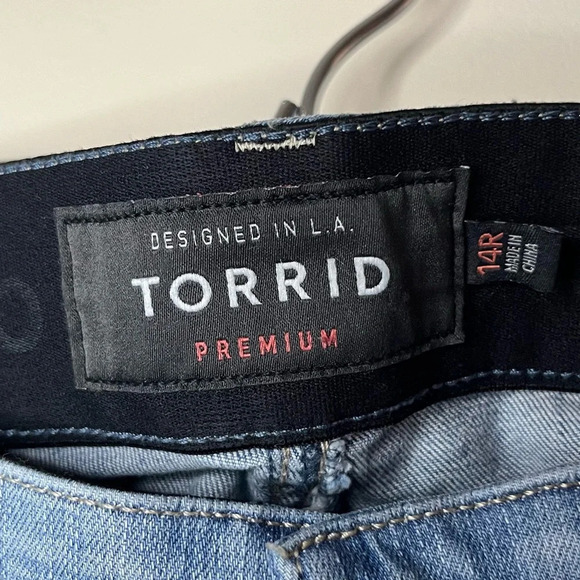 DESIGNED IN L.A.
TORRID
PREMIUM
14R
MADE IN
CHINA